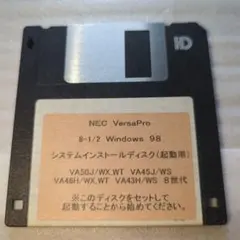 HD
NEC VersaPro
B-1/2 Windows 98
システムインストールディスク(起動用)
VA50J/WX,WT VA45J/WS
VA46H/WX,WT VA43H/WS B世代
※このディスクをセットして
起動することから始めてください。